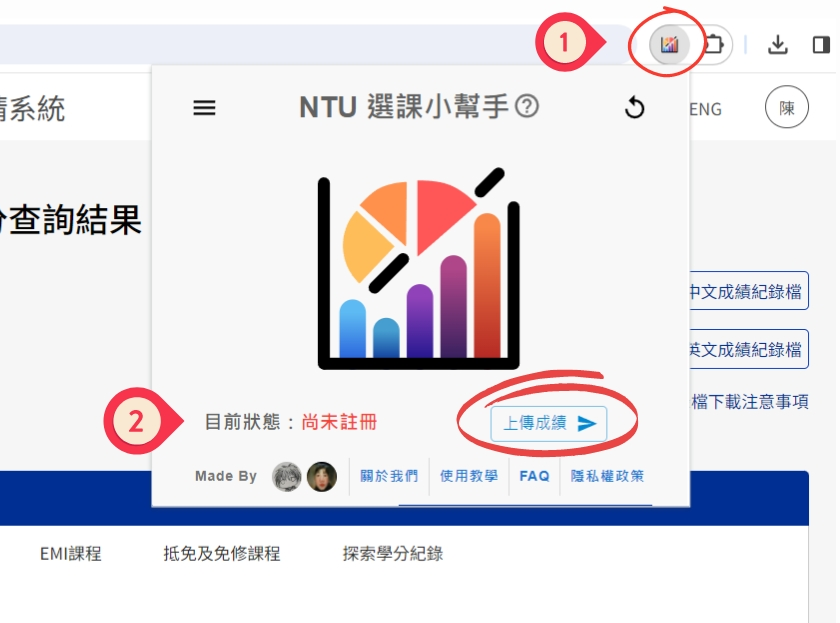 1
系統
ENG
陳
NTU 選課小幫手
查詢結果
中文成績紀錄檔
英文成績紀錄檔
檔下載注意事項
2
目前狀態：尚未註冊
上傳成績
Made By
關於我們
使用教學
FAQ
隱私權政策
EMI課程
抵免及免修課程
探索學分紀錄